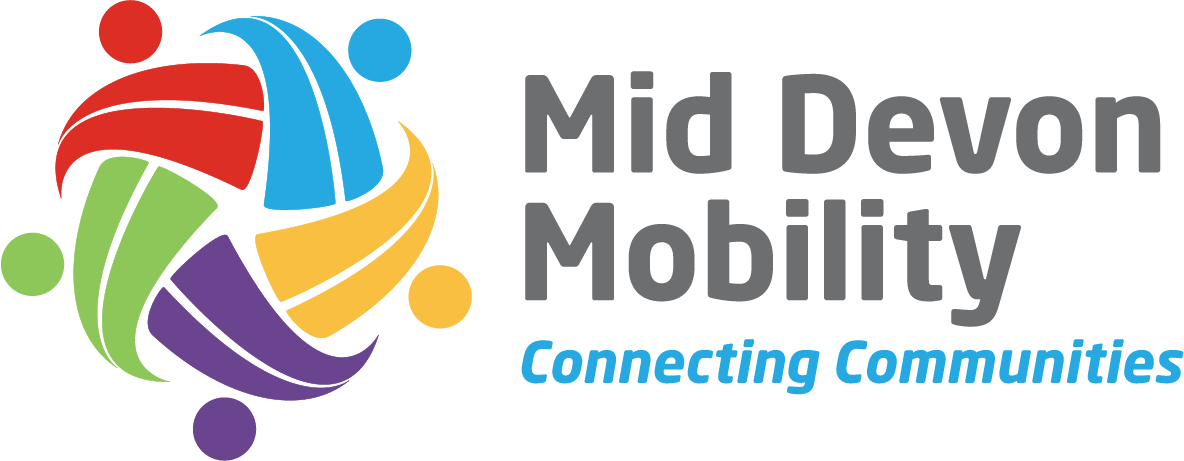 Mid Devon
Mobility
Connecting Communities